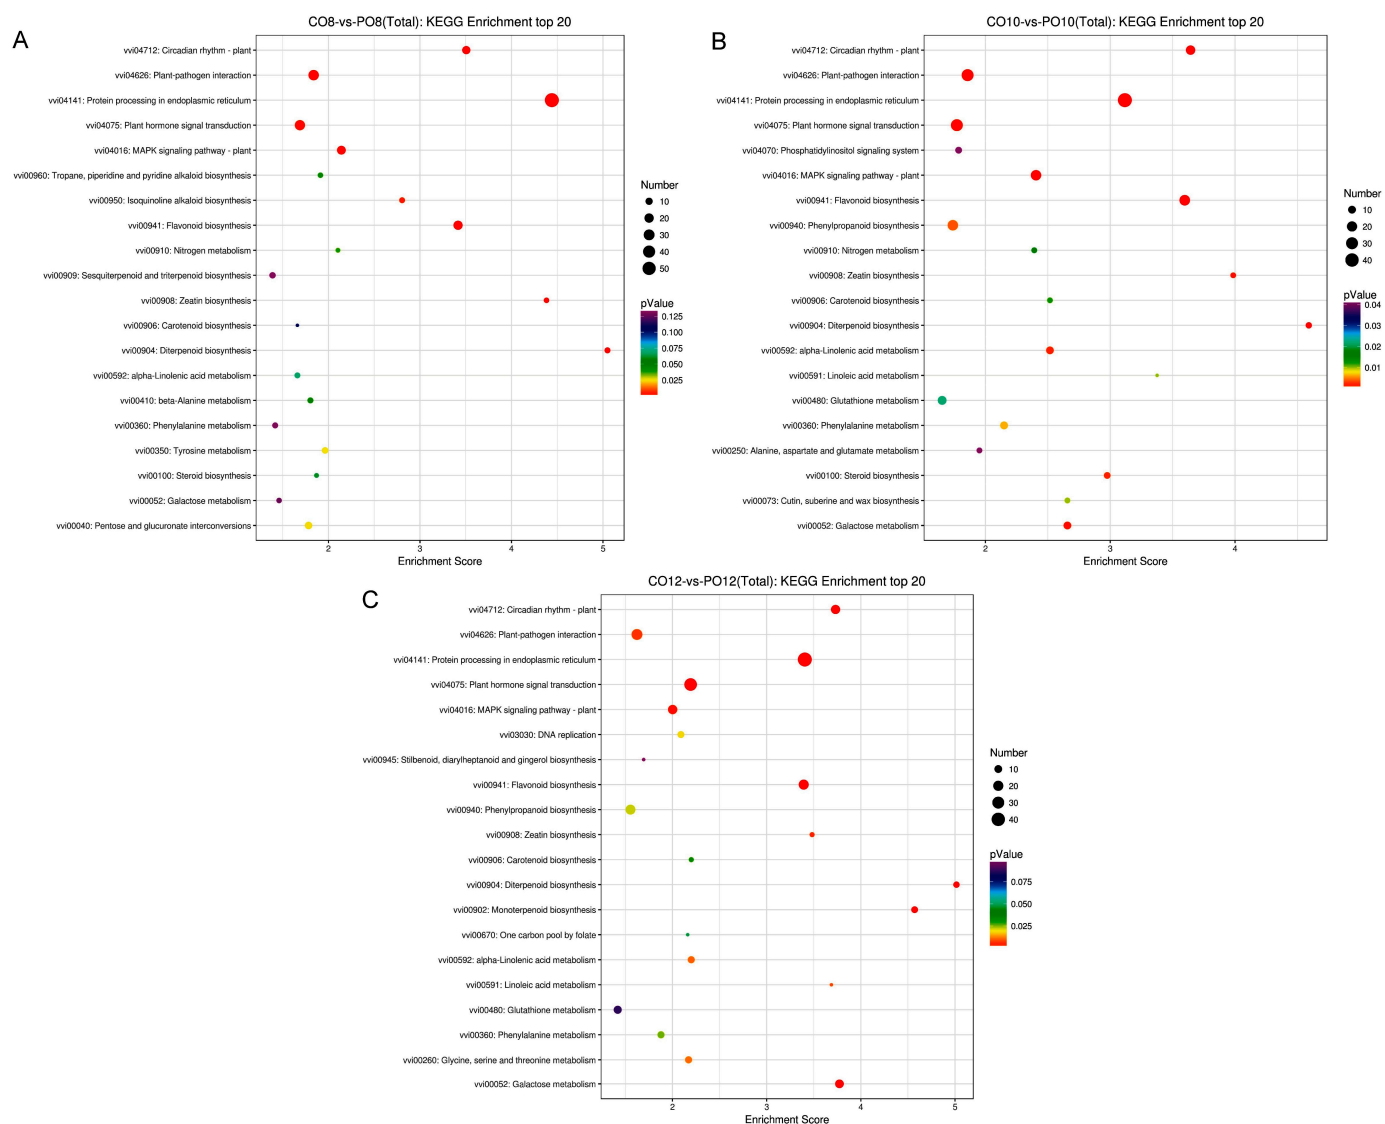 A
CO8-vs-PO8(Total): KEGG Enrichment top 20
vvi04712: Circadian rhythm - plant
vvi04626: Plant-pathogen interaction
vvi04141: Protein processing in endoplasmic reticulum
vvi04075: Plant hormone signal transduction
vvi04016: MAPK signaling pathway - plant
vvi00960: Tropane, piperidine and pyridine alkaloid biosynthesis
vvi00950: Isoquinoline alkaloid biosynthesis
vvi00941: Flavonoid biosynthesis
vvi00910: Nitrogen metabolism
vvi00909: Sesquiterpenoid and triterpenoid biosynthesis
vvi00908: Zeatin biosynthesis
vvi00906: Carotenoid biosynthesis
vvi00904: Diterpenoid biosynthesis
vvi00592: alpha-Linolenic acid metabolism
vvi00410: beta-Alanine metabolism
vvi00360: Phenylalanine metabolism
vvi00350: Tyrosine metabolism
vvi00100: Steroid biosynthesis
vvi00052: Galactose metabolism
vvi00040: Pentose and glucuronate interconversions
2 3 4 5
Enrichment Score
Number
10
20
30
40
50
pValue
0.125
0.100
0.075
0.050
0.025
B
CO10-vs-PO10(Total): KEGG Enrichment top 20
vvi04712: Circadian rhythm - plant
vvi04626: Plant-pathogen interaction
vvi04141: Protein processing in endoplasmic reticulum
vvi04075: Plant hormone signal transduction
vvi04070: Phosphatidylinositol signaling system
vvi04016: MAPK signaling pathway - plant
vvi00941: Flavonoid biosynthesis
vvi00940: Phenylpropanoid biosynthesis
vvi00910: Nitrogen metabolism
vvi00908: Zeatin biosynthesis
vvi00906: Carotenoid biosynthesis
vvi00904: Diterpenoid biosynthesis
vvi00592: alpha-Linolenic acid metabolism
vvi00591: Linoleic acid metabolism
vvi00480: Glutathione metabolism
vvi00360: Phenylalanine metabolism
vvi00250: Alanine, aspartate and glutamate metabolism
vvi00100: Steroid biosynthesis
vvi00073: Cutin, suberine and wax biosynthesis
vvi00052: Galactose metabolism
2 3 4
Enrichment Score
Number
10
20
30
40
pValue
0.04
0.03
0.02
0.01
C
CO12-vs-PO12(Total): KEGG Enrichment top 20
vvi04712: Circadian rhythm - plant
vvi04626: Plant-pathogen interaction
vvi04141: Protein processing in endoplasmic reticulum
vvi04075: Plant hormone signal transduction
vvi04016: MAPK signaling pathway - plant
vvi03030: DNA replication
vvi00945: Stilbenoid, diarylheptanoid and gingerol biosynthesis
vvi00941: Flavonoid biosynthesis
vvi00940: Phenylpropanoid biosynthesis
vvi00908: Zeatin biosynthesis
vvi00906: Carotenoid biosynthesis
vvi00904: Diterpenoid biosynthesis
vvi00902: Monoterpenoid biosynthesis
vvi00670: One carbon pool by folate
vvi00592: alpha-Linolenic acid metabolism
vvi00591: Linoleic acid metabolism
vvi00480: Glutathione metabolism
vvi00360: Phenylalanine metabolism
vvi00260: Glycine, serine and threonine metabolism
vvi00052: Galactose metabolism
2 3 4 5
Enrichment Score
Number
10
20
30
40
pValue
0.075
0.050
0.025